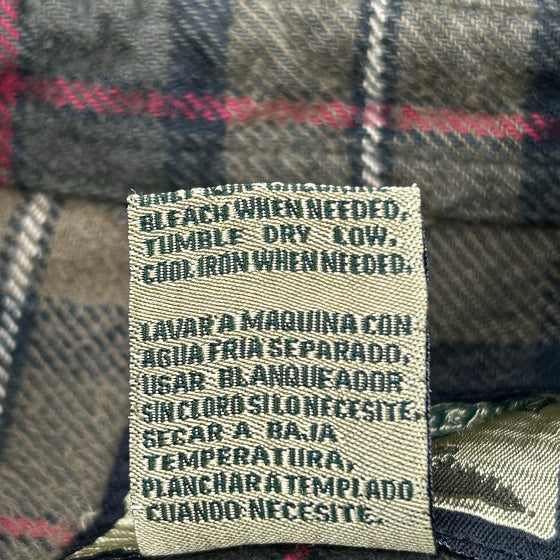 BLEACH WHEN NEEDED,
TUMBLE DRY LOW,
COOL IRON WHEN NEEDED.
LAVAR A MAQUINA CON
AGUA FRIA SEPARADO,
USAR BLANQUEADOR
SIN CLORO SI LO NECESITE,
SECAR A BAJA
TEMPERATURA,
PLANCHAR A TEMPLADO
CUANDO NECESITE.